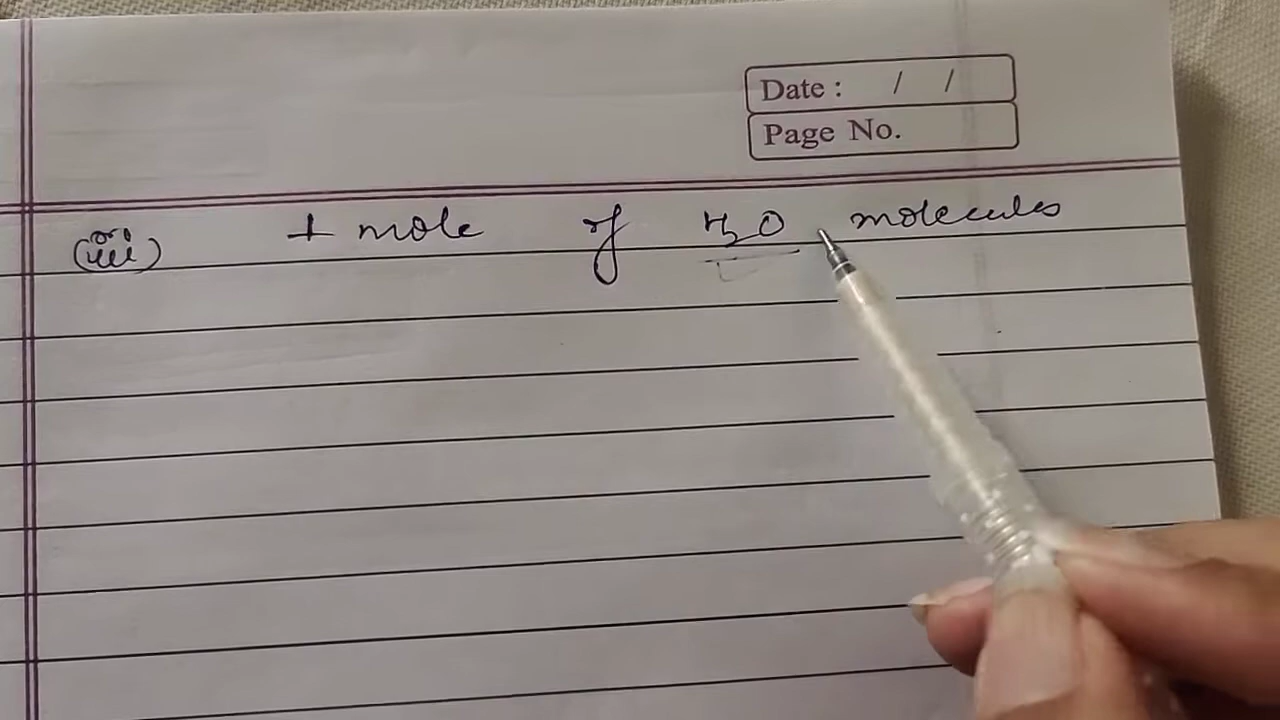 Date : / /
Page No.
(iii) 1 mole of H2O molecules